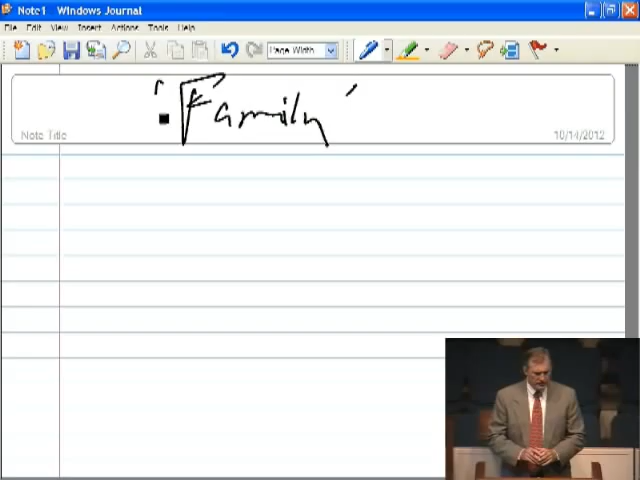 Note1 - Windows Journal
File Edit View Insert Actions Tools Help
Page Width
"Family"
Note Title
10/14/2012